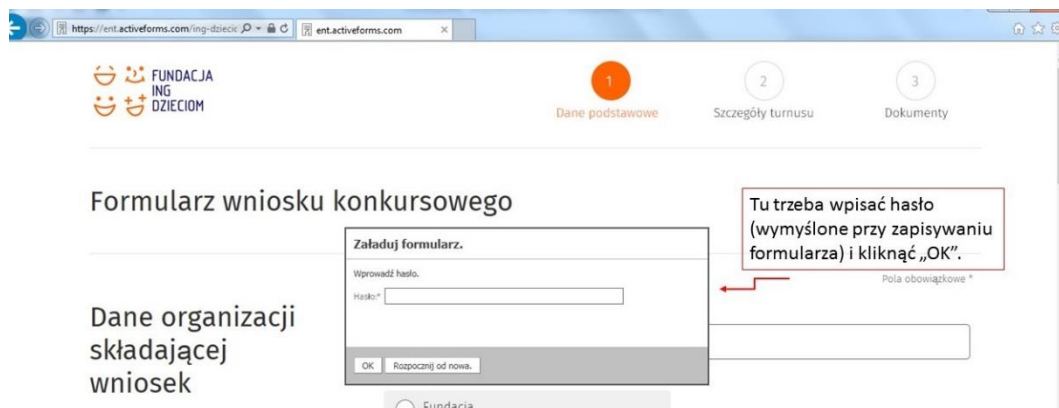 https://ent.activeforms.com/ing-dziecic
ent.activeforms.com
FUNDACJA
ING
DZIECIOM
1
2
3
Dane podstawowe
Szczegóły turnusu
Dokumenty
Formularz wniosku konkursowego
Tu trzeba wpisać hasło
(wymyślone przy zapisywaniu
formularza) i kliknąć „OK”.
Załaduj formularz.
Wprowadź hasło.
Hasło:*
Pola obowiązkowe *
Dane organizacji
składającej
wniosek
OK
Rozpocznij od nowa.
Fundacja